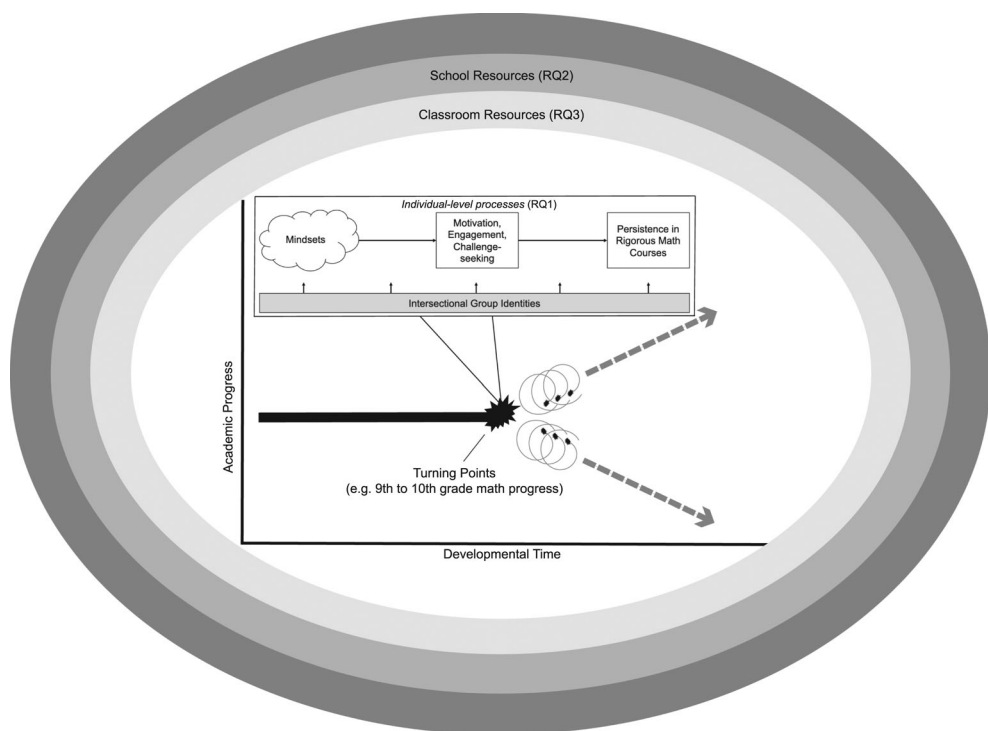 School Resources (RQ2)
Classroom Resources (RQ3)
Individual-level processes (RQ1)
Mindsets
Motivation,
Engagement,
Challenge-
seeking
Persistence in
Rigorous Math
Courses
Intersectional Group Identities
Academic Progress
Turning Points
(e.g. 9th to 10th grade math progress)
Developmental Time